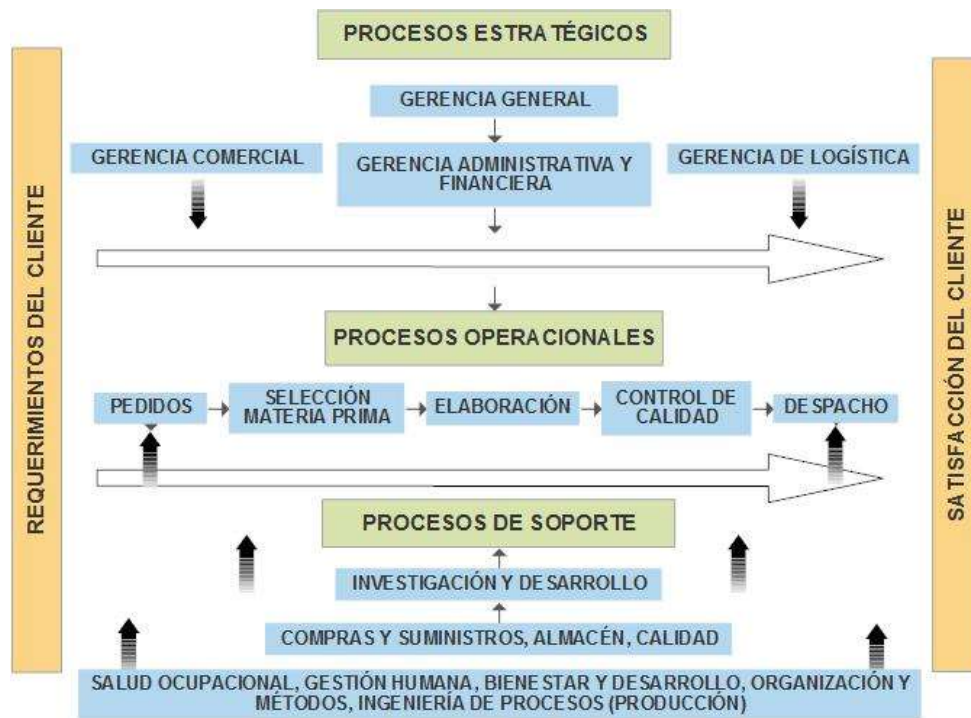 PROCESOS ESTRATÉGICOS
REQUERIMIENTOS DEL CLIENTE
SATISFACCIÓN DEL CLIENTE
GERENCIA GENERAL
GERENCIA COMERCIAL
GERENCIA ADMINISTRATIVA Y
FINANCIERA
GERENCIA DE LOGÍSTICA
PROCESOS OPERACIONALES
PEDIDOS
SELECCIÓN
MATERIA PRIMA
ELABORACIÓN
CONTROL DE
CALIDAD
DESPACHO
PROCESOS DE SOPORTE
INVESTIGACIÓN Y DESARROLLO
COMPRAS Y SUMINISTROS, ALMACÉN, CALIDAD
SALUD OCUPACIONAL, GESTIÓN HUMANA, BIENESTAR Y DESARROLLO, ORGANIZACIÓN Y
MÉTODOS, INGENIERÍA DE PROCESOS (PRODUCCIÓN)